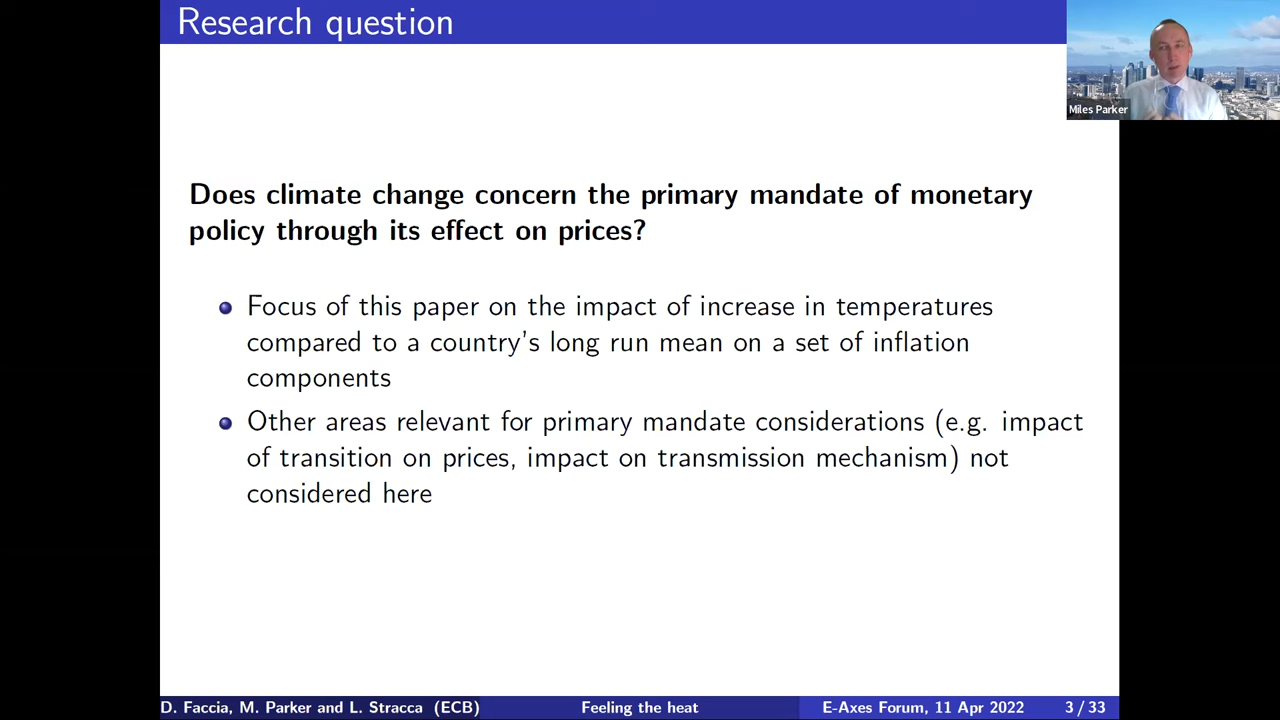 Research question
Miles Parker
Does climate change concern the primary mandate of monetary
policy through its effect on prices?
Focus of this paper on the impact of increase in temperatures
compared to a country's long run mean on a set of inflation
components
Other areas relevant for primary mandate considerations (e.g. impact
of transition on prices, impact on transmission mechanism) not
considered here
D. Faccia, M. Parker and L. Stracca (ECB) Feeling the heat E-Axes Forum, 11 Apr 2022 3 / 33